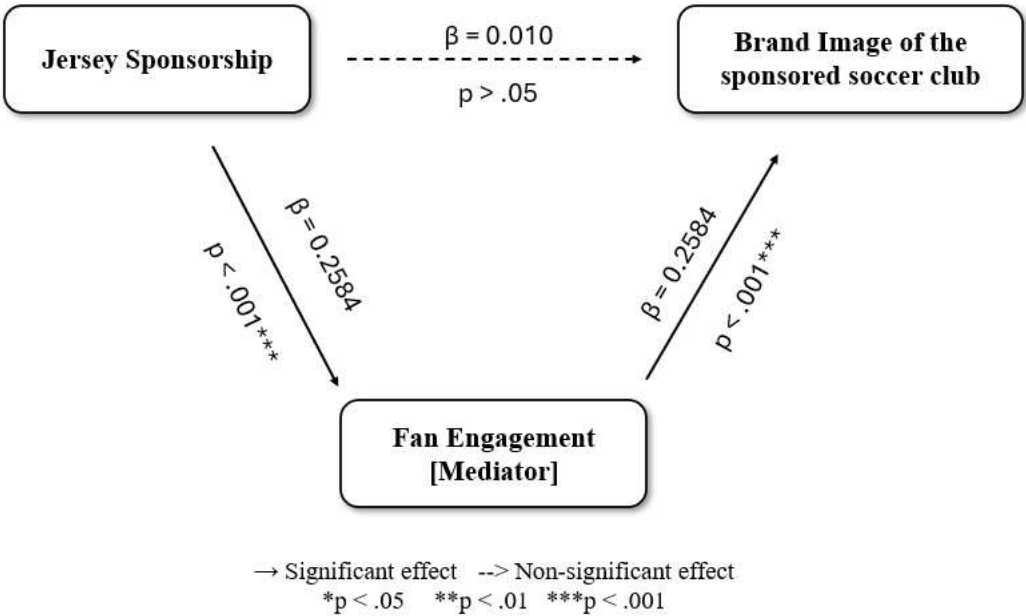 Jersey Sponsorship
β = 0.010
p > .05
Brand Image of the
sponsored soccer club
β = 0.2584
p < .001***
β = 0.2584
p < .001***
Fan Engagement
[Mediator]
→ Significant effect --> Non-significant effect
*p < .05 **p < .01 ***p < .001